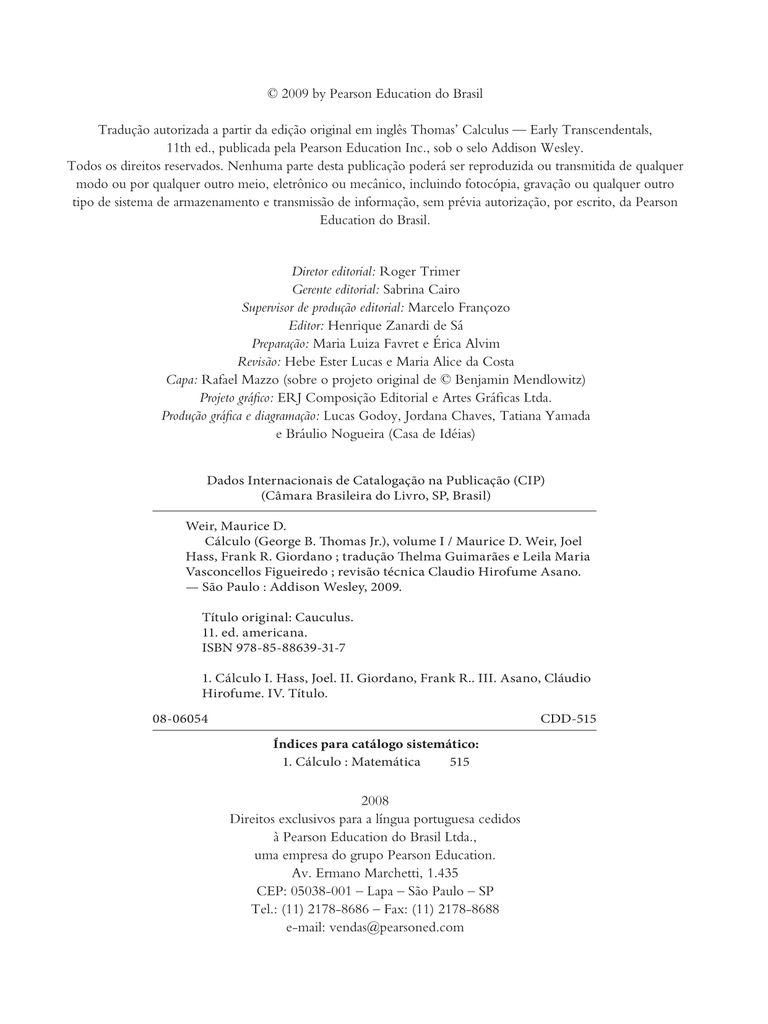 © 2009 by Pearson Education do Brasil
Tradução autorizada a partir da edição original em inglês Thomas' Calculus — Early Transcendentals,
11th ed., publicada pela Pearson Education Inc., sob o selo Addison Wesley.
Todos os direitos reservados. Nenhuma parte desta publicação poderá ser reproduzida ou transmitida de qualquer
modo ou por qualquer outro meio, eletrônico ou mecânico, incluindo fotocópia, gravação ou qualquer outro
tipo de sistema de armazenamento e transmissão de informação, sem prévia autorização, por escrito, da Pearson
Education do Brasil.
Diretor editorial: Roger Trimer
Gerente editorial: Sabrina Cairo
Supervisor de produção editorial: Marcelo Françozo
Editor: Henrique Zanardi de Sá
Preparação: Maria Luiza Favret e Érica Alvim
Revisão: Hebe Ester Lucas e Maria Alice da Costa
Capa: Rafael Mazzo (sobre o projeto original de © Benjamin Mendlowitz)
Projeto gráfico: ERJ Composição Editorial e Artes Gráficas Ltda.
Produção gráfica e diagramação: Lucas Godoy, Jordana Chaves, Tatiana Yamada
e Bráulio Nogueira (Casa de Idéias)
Dados Internacionais de Catalogação na Publicação (CIP)
(Câmara Brasileira do Livro, SP, Brasil)
Weir, Maurice D.
Cálculo (George B. Thomas Jr.), volume I / Maurice D. Weir, Joel
Hass, Frank R. Giordano ; tradução Thelma Guimarães e Leila Maria
Vasconcellos Figueiredo ; revisão técnica Claudio Hirofume Asano.
— São Paulo : Addison Wesley, 2009.
Título original: Cauculus.
11. ed. americana.
ISBN 978-85-88639-31-7
1. Cálculo I. Hass, Joel. II. Giordano, Frank R.. III. Asano, Cláudio
Hirofume. IV. Título.
08-06054 CDD-515
Índices para catálogo sistemático:
1. Cálculo : Matemática 515
2008
Direitos exclusivos para a língua portuguesa cedidos
à Pearson Education do Brasil Ltda.,
uma empresa do grupo Pearson Education.
Av. Ermano Marchetti, 1.435
CEP: 05038-001 – Lapa – São Paulo – SP
Tel.: (11) 2178-8686 – Fax: (11) 2178-8688
e-mail: vendas@pearsoned.com